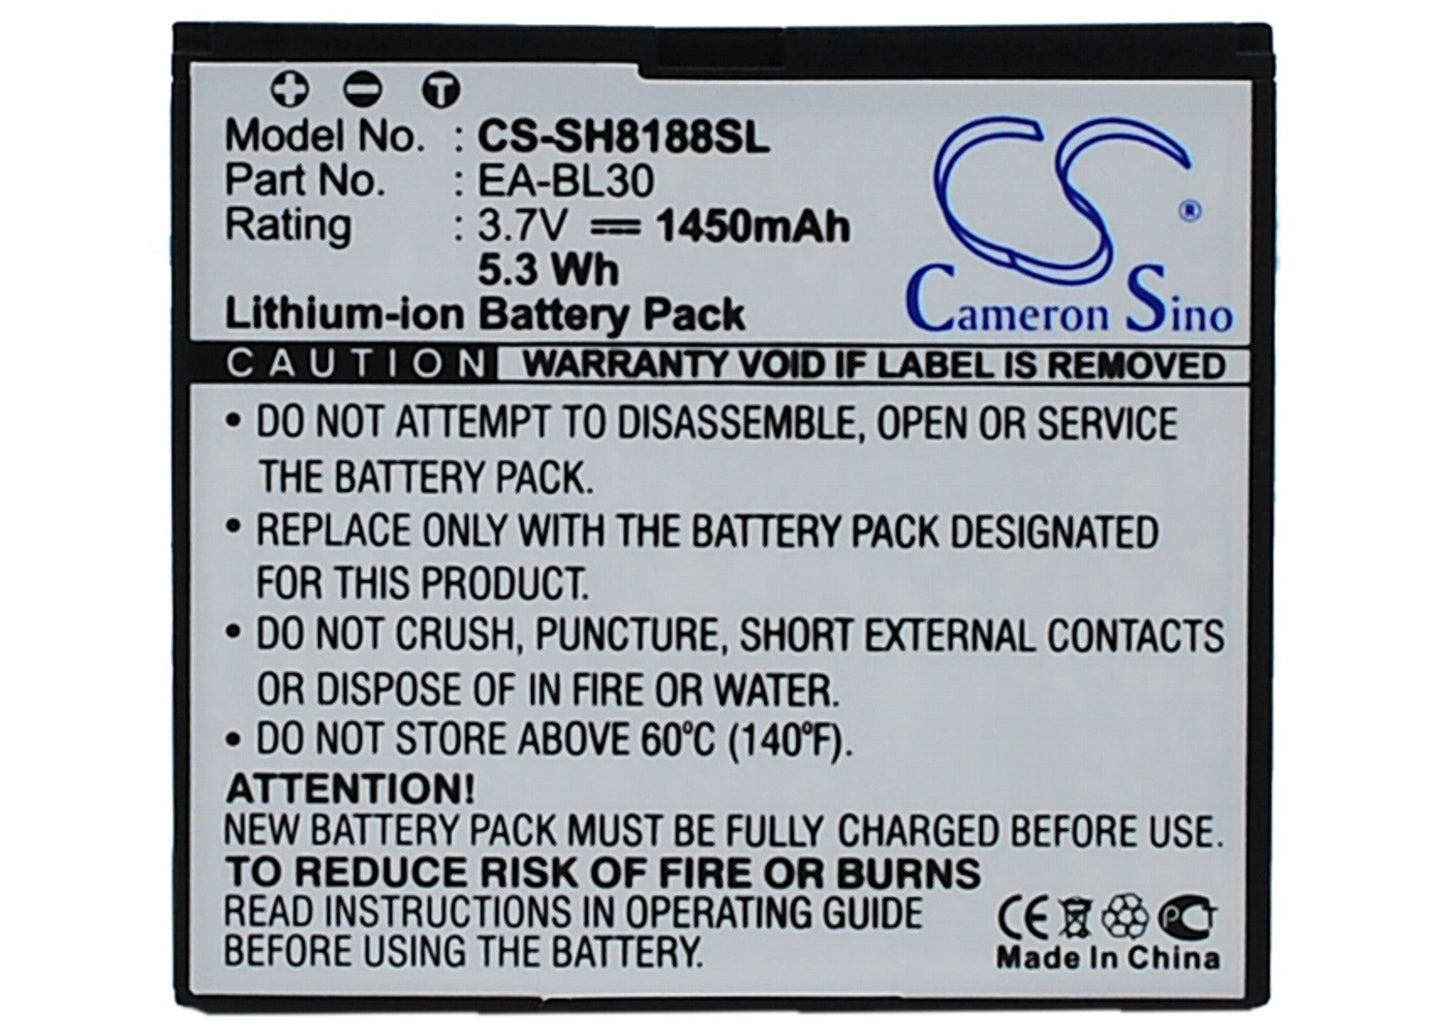 + − T
Model No. : CS-SH8188SL
Part No. : EA-BL30
Rating : 3.7V 1450mAh
5.3 Wh
Lithium-ion Battery Pack
CS ®
Cameron Sino
CAUTION WARRANTY VOID IF LABEL IS REMOVED
• DO NOT ATTEMPT TO DISASSEMBLE, OPEN OR SERVICE
THE BATTERY PACK.
• REPLACE ONLY WITH THE BATTERY PACK DESIGNATED
FOR THIS PRODUCT.
• DO NOT CRUSH, PUNCTURE, SHORT EXTERNAL CONTACTS
OR DISPOSE OF IN FIRE OR WATER.
• DO NOT STORE ABOVE 60ºC (140ºF).
ATTENTION!
NEW BATTERY PACK MUST BE FULLY CHARGED BEFORE USE.
TO REDUCE RISK OF FIRE OR BURNS
READ INSTRUCTIONS IN OPERATING GUIDE
BEFORE USING THE BATTERY.
CE PCT
Made In China